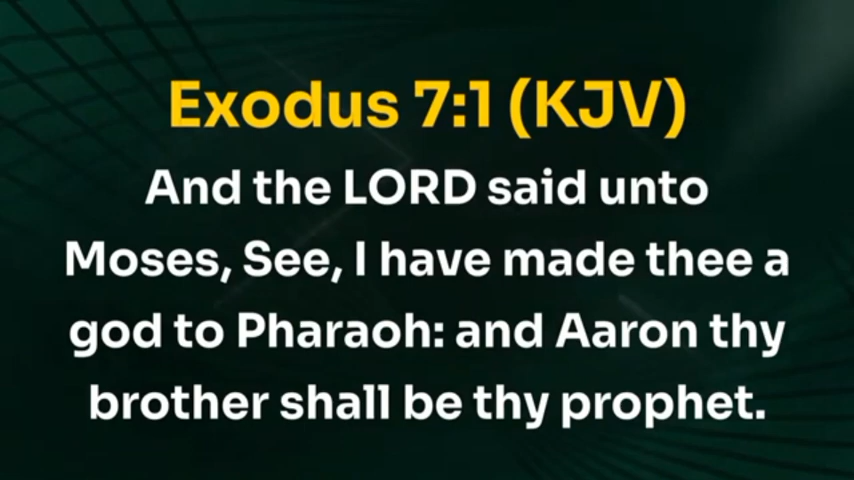 Exodus 7:1 (KJV)
And the LORD said unto
Moses, See, I have made thee a
god to Pharaoh: and Aaron thy
brother shall be thy prophet.